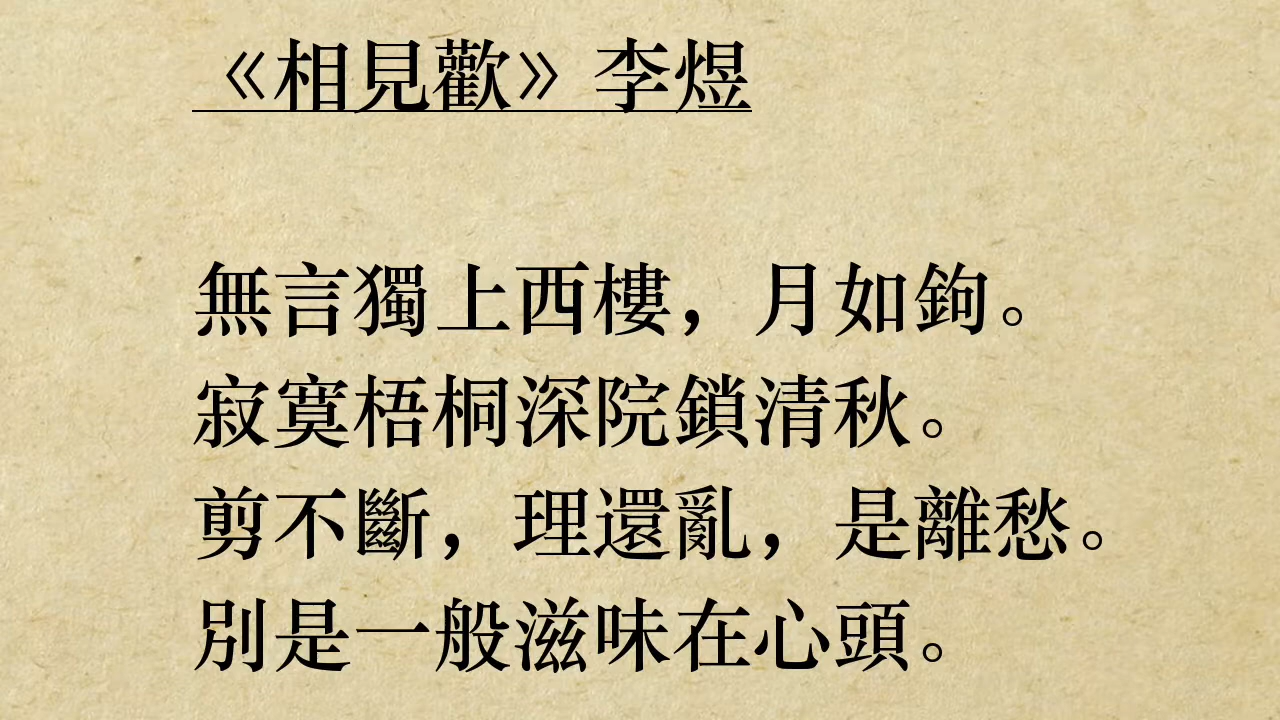 《相見歡》李煜
無言獨上西樓，月如鉤。
寂寞梧桐深院鎖清秋。
剪不斷，理還亂，是離愁。
別是一般滋味在心頭。